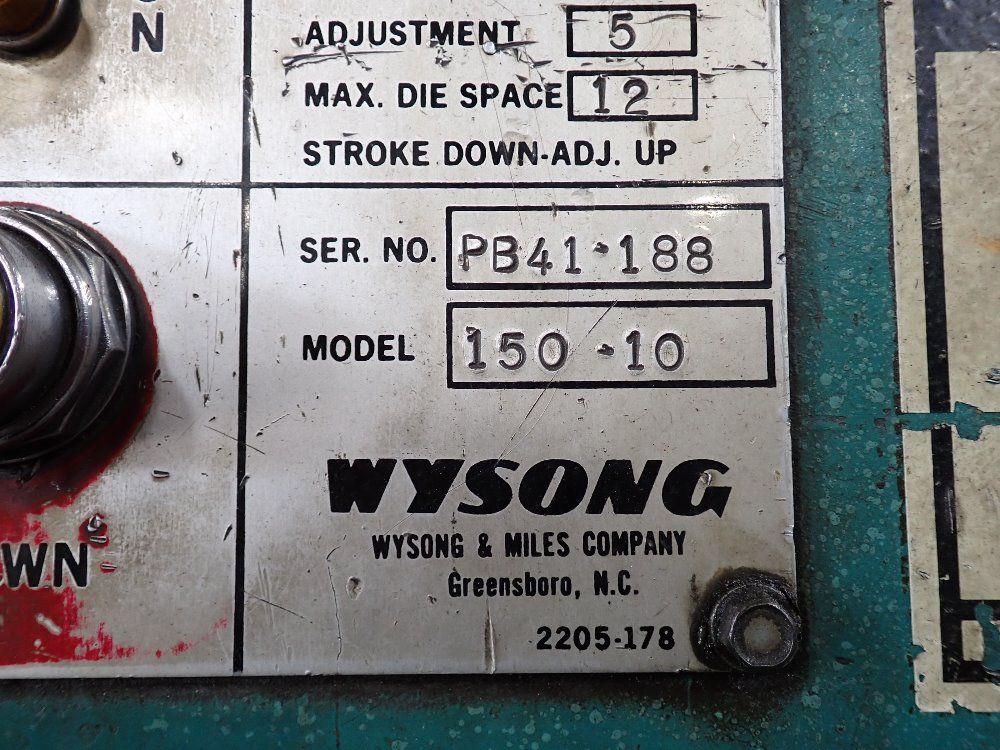 N
ADJUSTMENT 5
MAX. DIE SPACE 12
STROKE DOWN-ADJ. UP
SER. NO. PB41-188
MODEL 150-10
WYSONG
WYSONG & MILES COMPANY
Greensboro, N.C.
2205-178